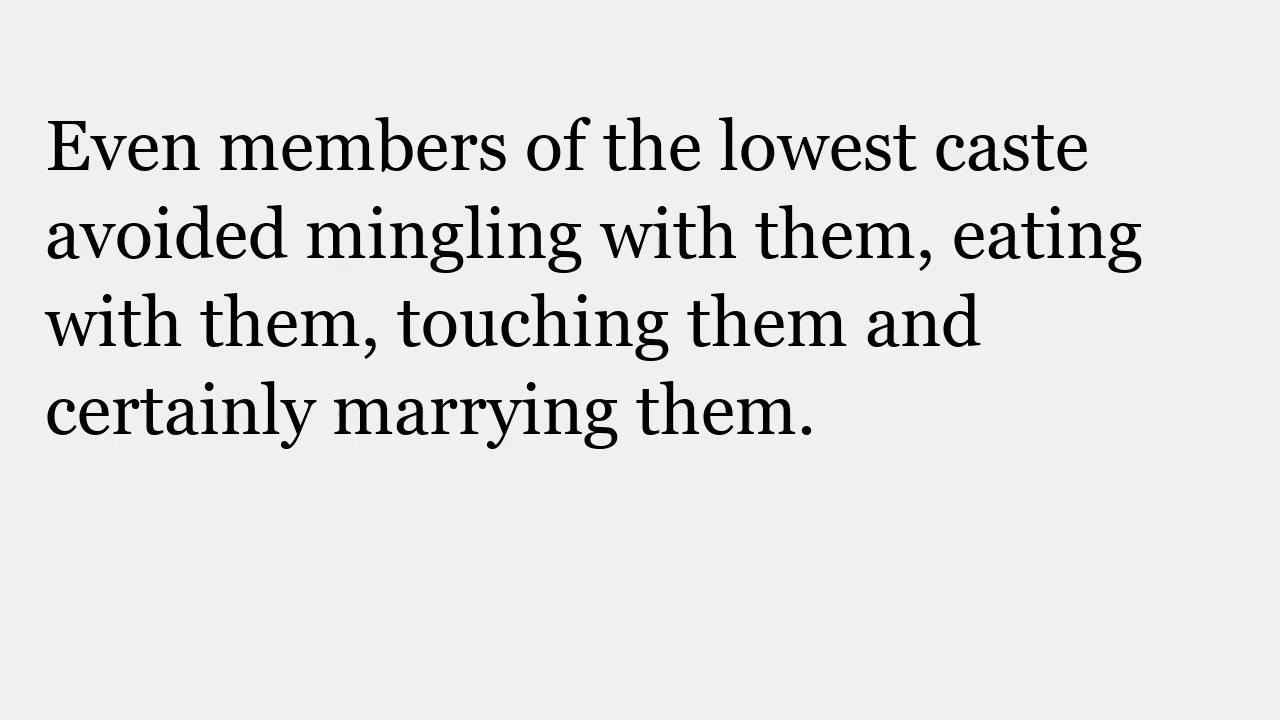 Even members of the lowest caste
avoided mingling with them, eating
with them, touching them and
certainly marrying them.